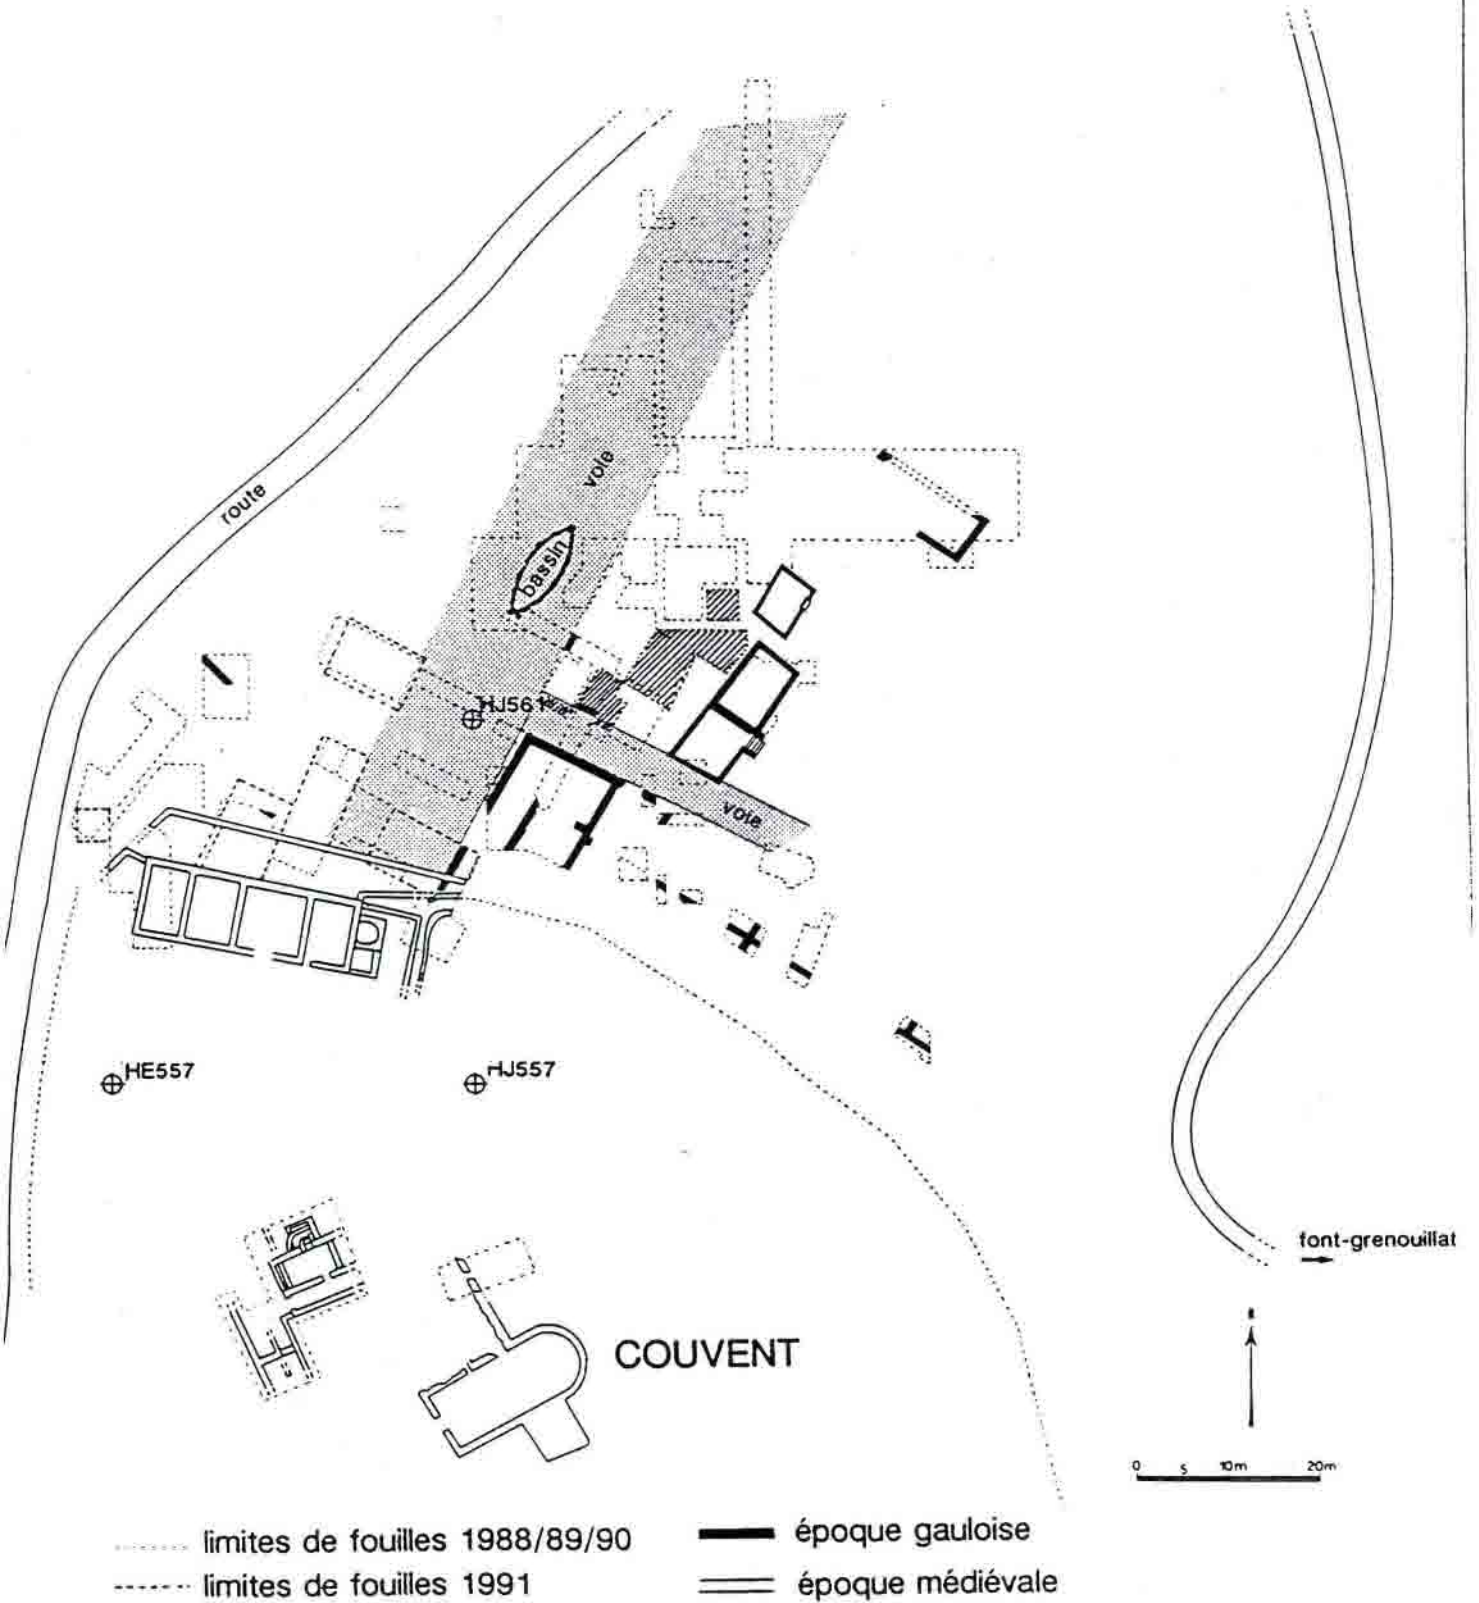 route
voie
bassin
HJ561
voie
HE557
HJ557
font-grenouillat
COUVENT
0 5 10m 20m
limites de fouilles 1988/89/90
époque gauloise
limites de fouilles 1991
époque médiévale